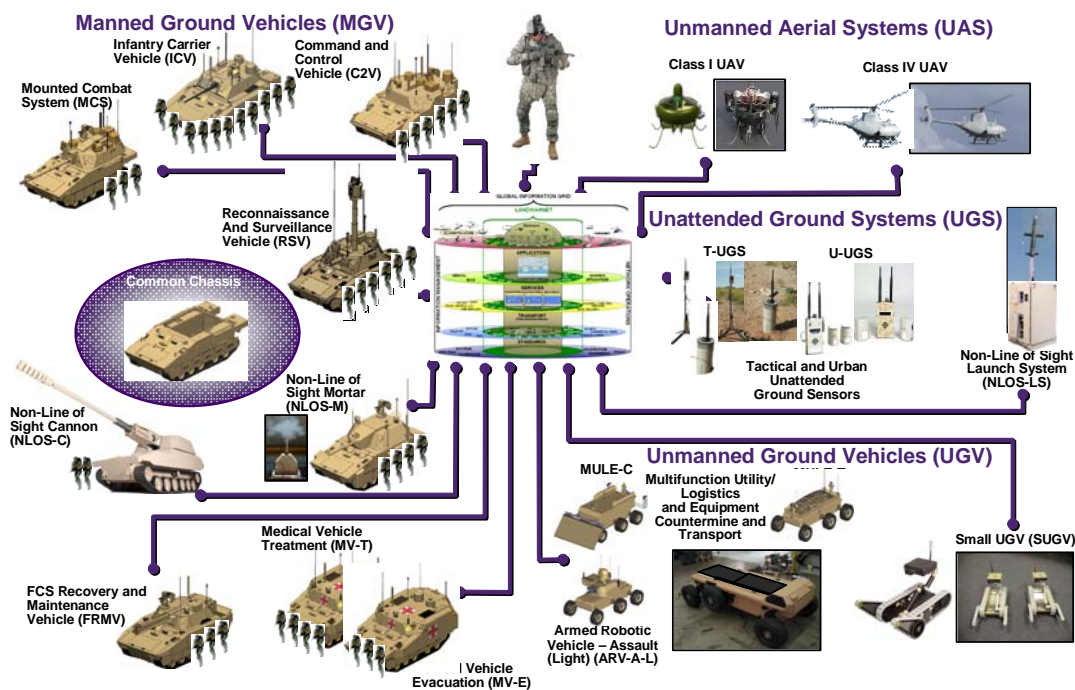 Manned Ground Vehicles (MGV)
Unmanned Aerial Systems (UAS)
Infantry Carrier
Vehicle (ICV)
Command and
Control
Vehicle (C2V)
Mounted Combat
System (MCS)
Class I UAV
Class IV UAV
Reconnaissance
And Surveillance
Vehicle (RSV)
GLOBAL INFORMATION GRID
LANDWARNET
APPLICATIONS
SERVICES
TRANSPORT
STANDARDS
Unattended Ground Systems (UGS)
T-UGS
U-UGS
Tactical and Urban
Unattended
Ground Sensors
Non-Line of Sight
Launch System
(NLOS-LS)
Common Chassis
Non-Line of
Sight Cannon
(NLOS-C)
Non-Line of
Sight Mortar
(NLOS-M)
Unmanned Ground Vehicles (UGV)
MULE-C
Multifunction Utility/
Logistics
and Equipment
Countermine and
Transport
Small UGV (SUGV)
Medical Vehicle
Treatment (MV-T)
FCS Recovery and
Maintenance
Vehicle (FRMV)
Vehicle
Evacuation (MV-E)
Armed Robotic
Vehicle – Assault
(Light) (ARV-A-L)